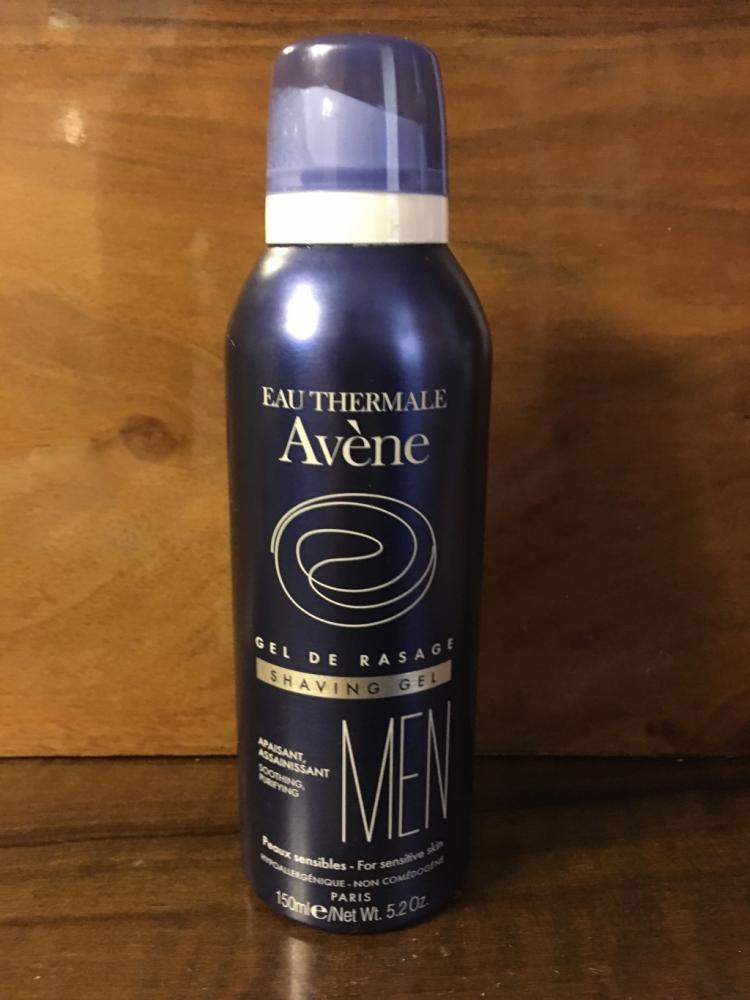 EAU THERMALE
Avène
GEL DE RASAGE
SHAVING GEL
APAISANT,
ASSAINISSANT
SOOTHING,
PURIFYING
MEN
Peaux sensibles - For sensitive skin
HYPOALLERGÉNIQUE - NON COMÉDOGÈNE
PARIS
150ml e/Net Wt. 5.2 Oz.